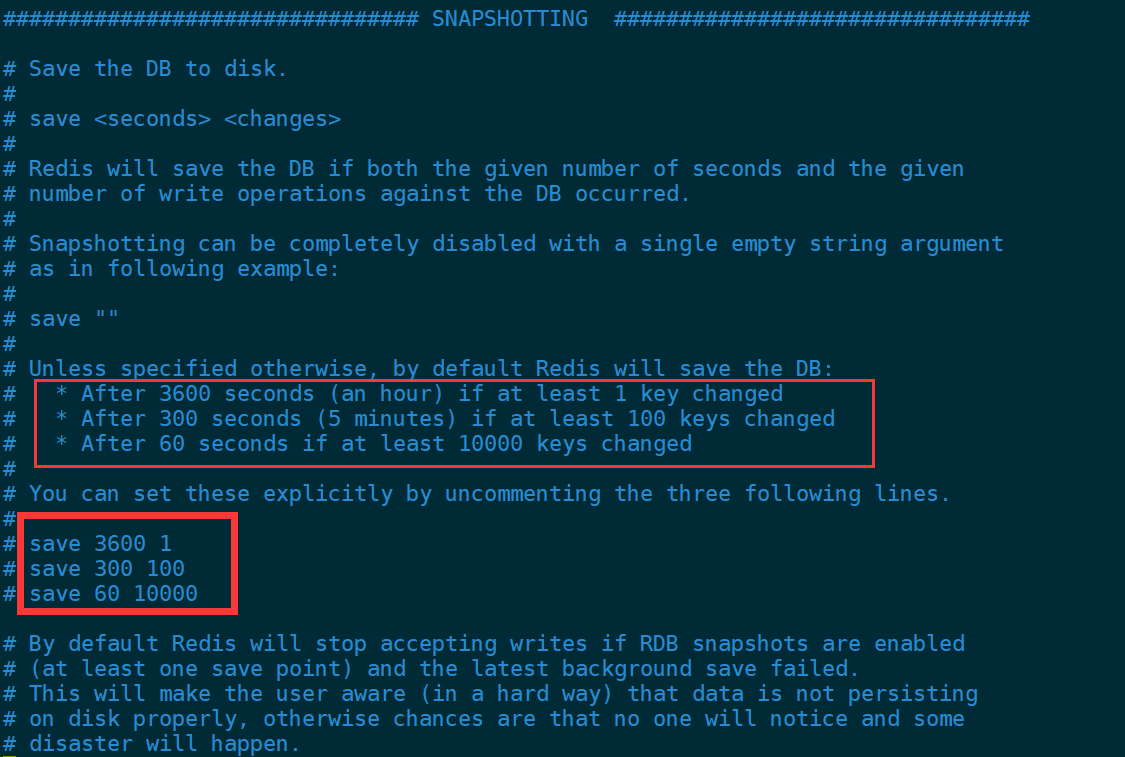 ################################ SNAPSHOTTING  ################################
# Save the DB to disk.
#
# save <seconds> <changes>
#
# Redis will save the DB if both the given number of seconds and the given
# number of write operations against the DB occurred.
#
# Snapshotting can be completely disabled with a single empty string argument
# as in following example:
#
# save ""
#
# Unless specified otherwise, by default Redis will save the DB:
#   * After 3600 seconds (an hour) if at least 1 key changed
#   * After 300 seconds (5 minutes) if at least 100 keys changed
#   * After 60 seconds if at least 10000 keys changed
#
# You can set these explicitly by uncommenting the three following lines.
#
# save 3600 1
# save 300 100
# save 60 10000
# By default Redis will stop accepting writes if RDB snapshots are enabled
# (at least one save point) and the latest background save failed.
# This will make the user aware (in a hard way) that data is not persisting
# on disk properly, otherwise chances are that no one will notice and some
# disaster will happen.